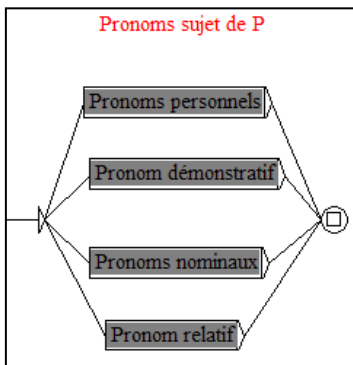 Pronoms sujet de P
Pronoms personnels
Pronom démonstratif
Pronoms nominaux
Pronom relatif